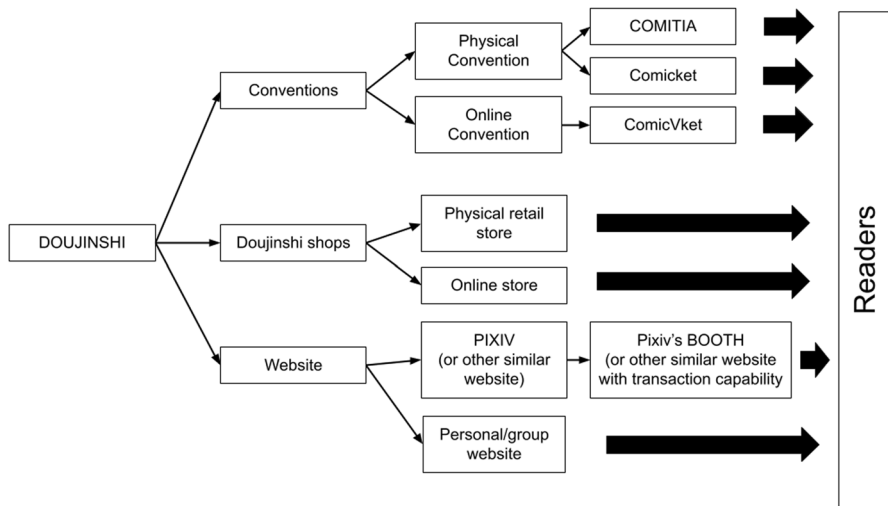 DOUJINSHI
Conventions
Physical
Convention
COMITIA
Comicket
Online
Convention
ComicVket
Doujinshi shops
Physical retail
store
Online store
Website
PIXIV
(or other similar
website)
Pixiv's BOOTH
(or other similar website
with transaction capability
Personal/group
website
Readers